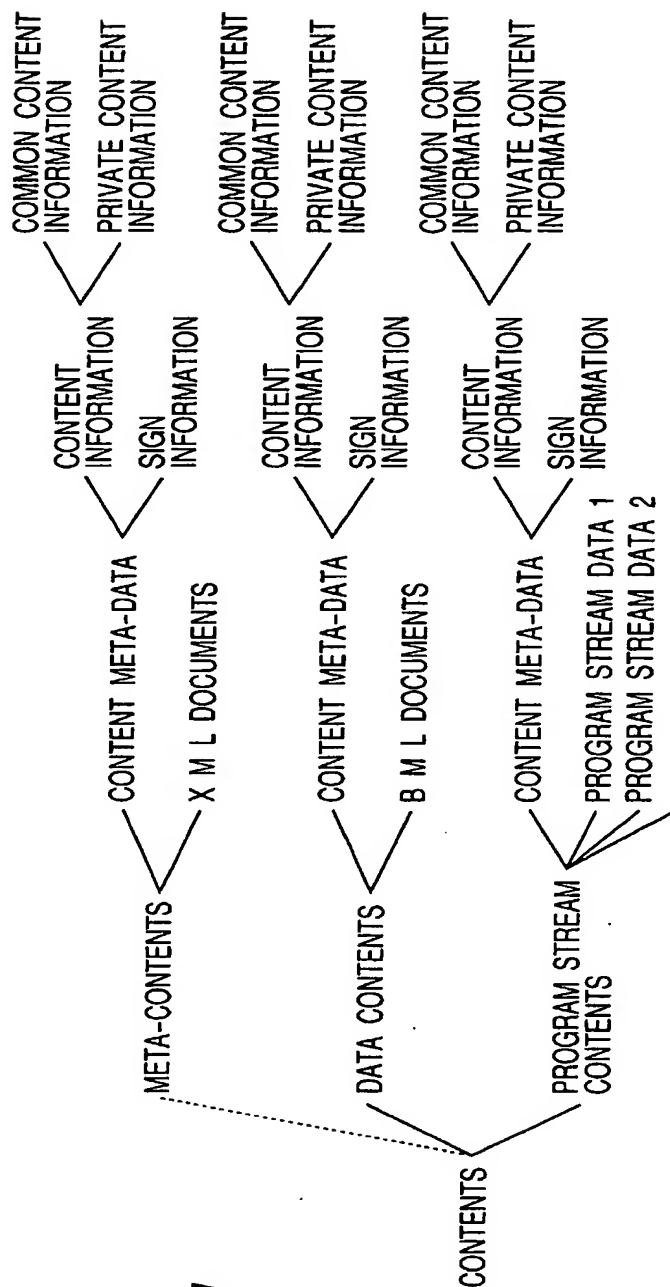 CONTENTS
META-CONTENTS
CONTENT META-DATA
CONTENT
INFORMATION
COMMON CONTENT
INFORMATION
PRIVATE CONTENT
INFORMATION
SIGN
INFORMATION
X M L DOCUMENTS
DATA CONTENTS
CONTENT META-DATA
CONTENT
INFORMATION
COMMON CONTENT
INFORMATION
PRIVATE CONTENT
INFORMATION
SIGN
INFORMATION
B M L DOCUMENTS
PROGRAM STREAM
CONTENTS
CONTENT META-DATA
CONTENT
INFORMATION
COMMON CONTENT
INFORMATION
PRIVATE CONTENT
INFORMATION
SIGN
INFORMATION
PROGRAM STREAM DATA 1
PROGRAM STREAM DATA 2